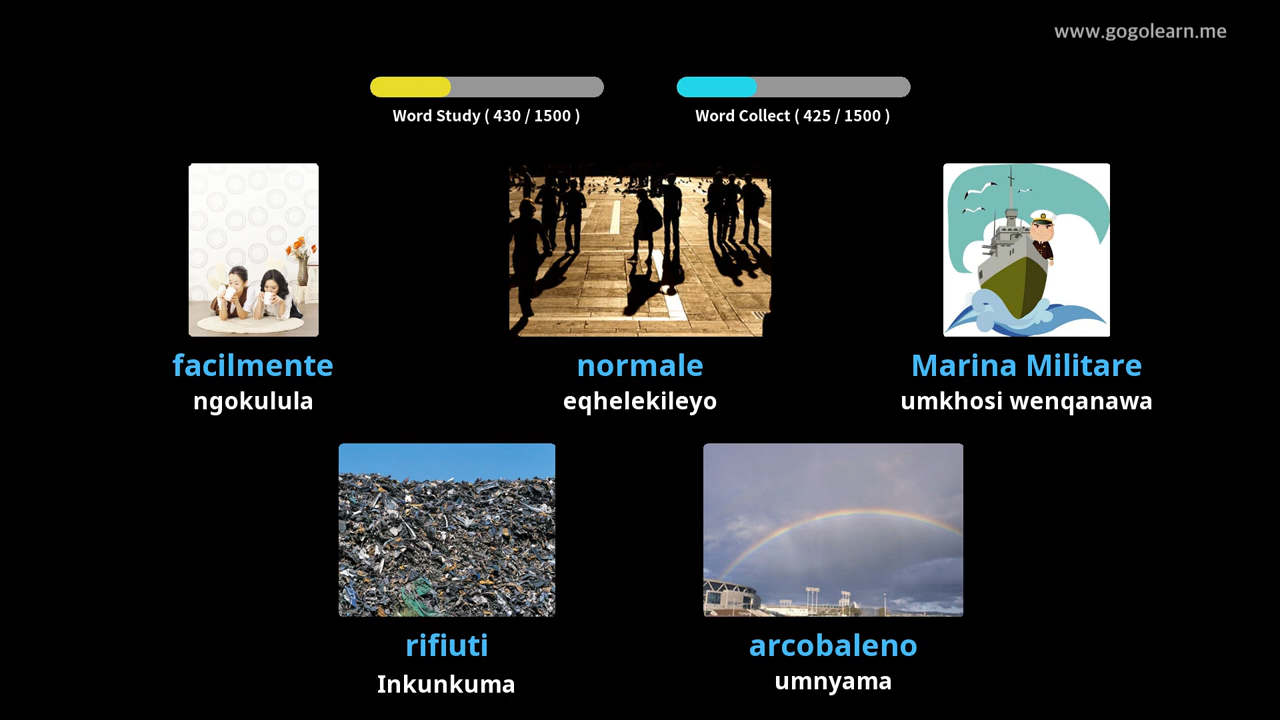 www.gogolearn.me
Word Study ( 430 / 1500 )
Word Collect ( 425 / 1500 )
facilmente
ngokulula
normale
eqhelekileyo
Marina Militare
umkhosi wenqanawa
rifiuti
Inkunkuma
arcobaleno
umnyama